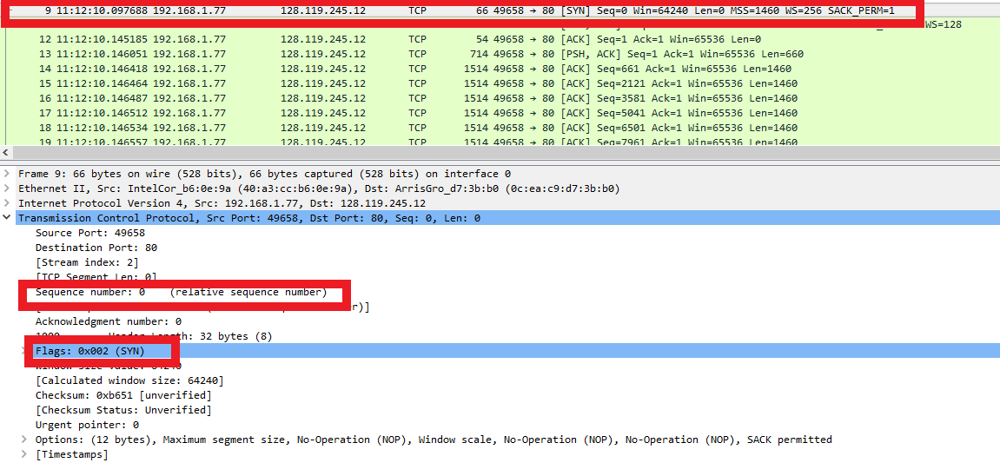 9 11:12:10.097688 192.168.1.77 128.119.245.12 TCP 66 49658 → 80 [SYN] Seq=0 Win=64240 Len=0 MSS=1460 WS=256 SACK_PERM=1
WS=128
12 11:12:10.145185 192.168.1.77 128.119.245.12 TCP 54 49658 → 80 [ACK] Seq=1 Ack=1 Win=65536 Len=0
13 11:12:10.146051 192.168.1.77 128.119.245.12 TCP 714 49658 → 80 [PSH, ACK] Seq=1 Ack=1 Win=65536 Len=660
14 11:12:10.146418 192.168.1.77 128.119.245.12 TCP 1514 49658 → 80 [ACK] Seq=661 Ack=1 Win=65536 Len=1460
15 11:12:10.146464 192.168.1.77 128.119.245.12 TCP 1514 49658 → 80 [ACK] Seq=2121 Ack=1 Win=65536 Len=1460
16 11:12:10.146487 192.168.1.77 128.119.245.12 TCP 1514 49658 → 80 [ACK] Seq=3581 Ack=1 Win=65536 Len=1460
17 11:12:10.146512 192.168.1.77 128.119.245.12 TCP 1514 49658 → 80 [ACK] Seq=5041 Ack=1 Win=65536 Len=1460
18 11:12:10.146534 192.168.1.77 128.119.245.12 TCP 1514 49658 → 80 [ACK] Seq=6501 Ack=1 Win=65536 Len=1460
19 11:12:10.146557 192.168.1.77 128.119.245.12 TCP 1514 49658 → 80 [ACK] Seq=7961 Ack=1 Win=65536 Len=1460
Frame 9: 66 bytes on wire (528 bits), 66 bytes captured (528 bits) on interface 0
Ethernet II, Src: IntelCor_b6:0e:9a (40:a3:cc:b6:0e:9a), Dst: ArrisGro_d7:3b:b0 (0c:ea:c9:d7:3b:b0)
Internet Protocol Version 4, Src: 192.168.1.77, Dst: 128.119.245.12
Transmission Control Protocol, Src Port: 49658, Dst Port: 80, Seq: 0, Len: 0
Source Port: 49658
Destination Port: 80
[Stream index: 2]
[TCP Segment Len: 0]
Sequence number: 0 (relative sequence number)
Acknowledgment number: 0
Header Length: 32 bytes (8)
Flags: 0x002 (SYN)
Window size value: 64240
[Calculated window size: 64240]
Checksum: 0xb651 [unverified]
[Checksum Status: Unverified]
Urgent pointer: 0
Options: (12 bytes), Maximum segment size, No-Operation (NOP), Window scale, No-Operation (NOP), No-Operation (NOP), SACK permitted
[Timestamps]